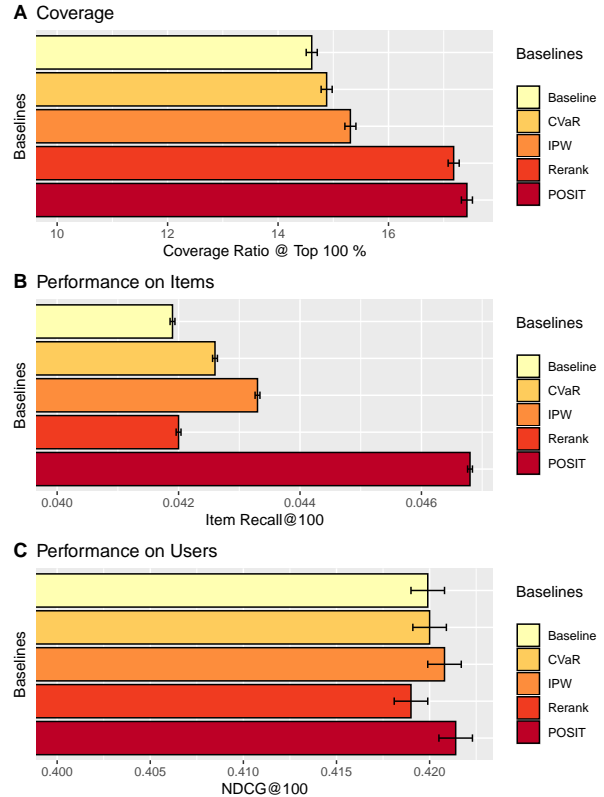 A Coverage
Baselines
10 12 14 16
Coverage Ratio @ Top 100 %
Baselines
Baseline
CVaR
IPW
Rerank
POSIT
B Performance on Items
Baselines
0.040 0.042 0.044 0.046
Item Recall@100
Baselines
Baseline
CVaR
IPW
Rerank
POSIT
C Performance on Users
Baselines
0.400 0.405 0.410 0.415 0.420
NDCG@100
Baselines
Baseline
CVaR
IPW
Rerank
POSIT